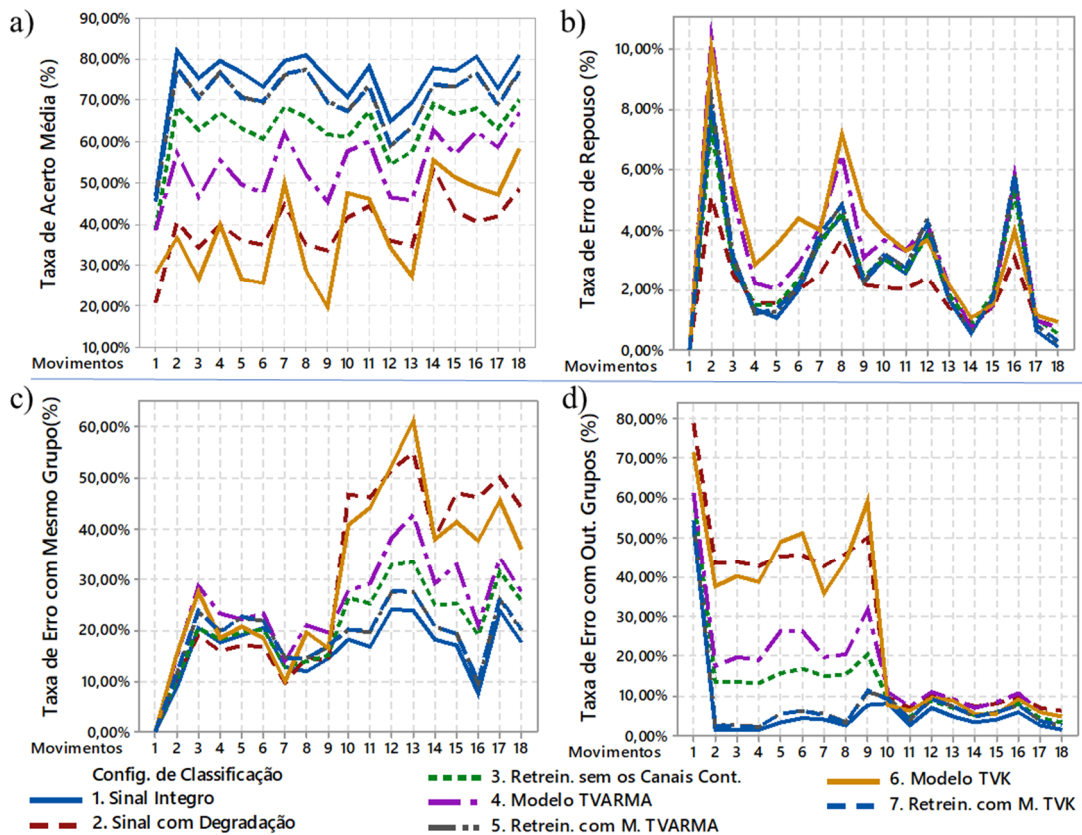 a)
Taxa de Acerto Média (%)
90,00%
80,00%
70,00%
60,00%
50,00%
40,00%
30,00%
20,00%
10,00%
Movimentos 1 2 3 4 5 6 7 8 9 10 11 12 13 14 15 16 17 18
b)
Taxa de Erro de Repouso (%)
10,00%
8,00%
6,00%
4,00%
2,00%
0,00%
Movimentos 1 2 3 4 5 6 7 8 9 10 11 12 13 14 15 16 17 18
c)
Taxa de Erro com Mesmo Grupo(%)
60,00%
50,00%
40,00%
30,00%
20,00%
10,00%
0,00%
Movimentos 1 2 3 4 5 6 7 8 9 10 11 12 13 14 15 16 17 18
d)
Taxa de Erro com Out. Grupos (%)
80,00%
70,00%
60,00%
50,00%
40,00%
30,00%
20,00%
10,00%
0,00%
Movimentos 1 2 3 4 5 6 7 8 9 10 11 12 13 14 15 16 17 18
Config. de Classificação
1. Sinal Integro
2. Sinal com Degradação
3. Retrein. sem os Canais Cont.
4. Modelo TVARMA
5. Retrein. com M. TVARMA
6. Modelo TVK
7. Retrein. com M. TVK